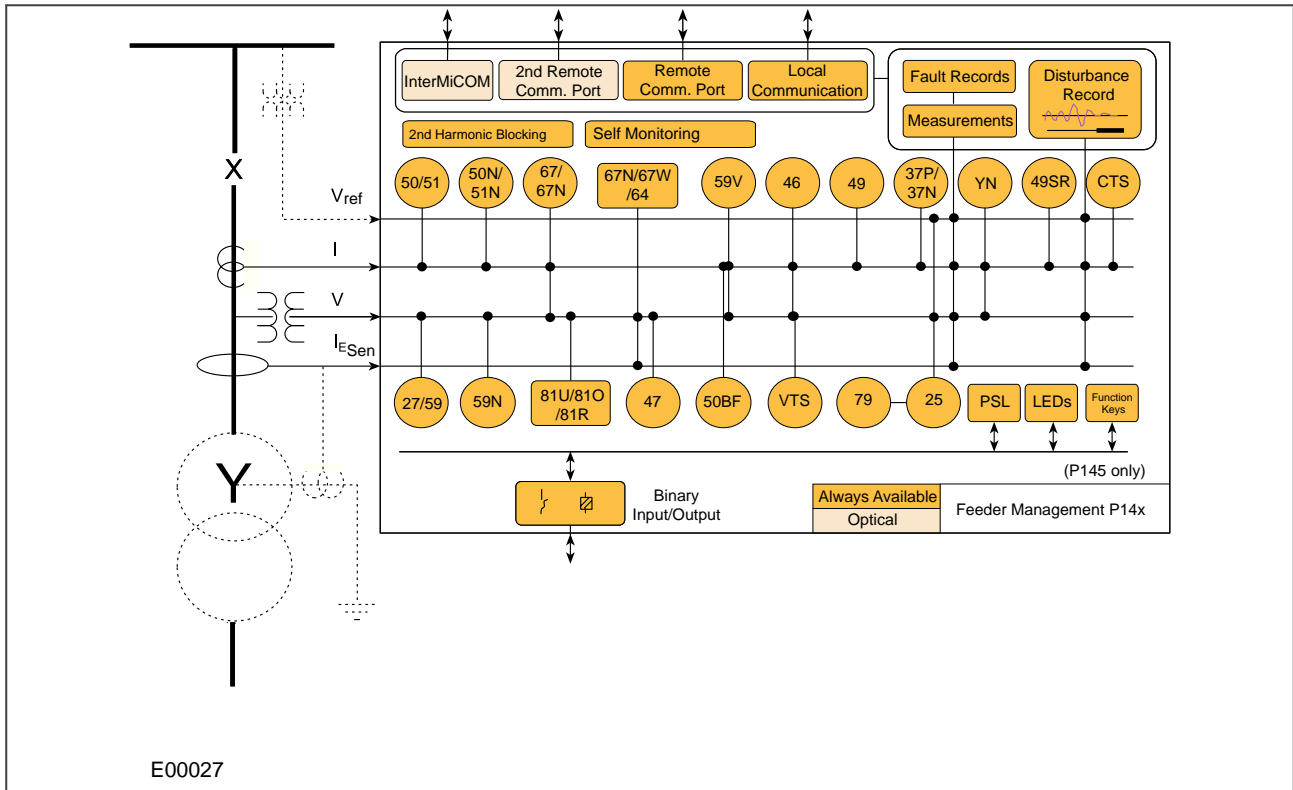 InterMiCOM
2nd Remote
Comm. Port
Remote
Comm. Port
Local
Communication
Fault Records
Measurements
Disturbance
Record
2nd Harmonic Blocking
Self Monitoring
X
50/51
50N/
51N
67/
67N
67N/67W
/64
59V
46
49
37P/
37N
YN
49SR
CTS
Vref
I
V
IESen
27/59
59N
81U/81O
/81R
47
50BF
VTS
79
25
PSL
LEDs
Function
Keys
Y
(P145 only)
Binary
Input/Output
Always Available
Optical
Feeder Management P14x
E00027